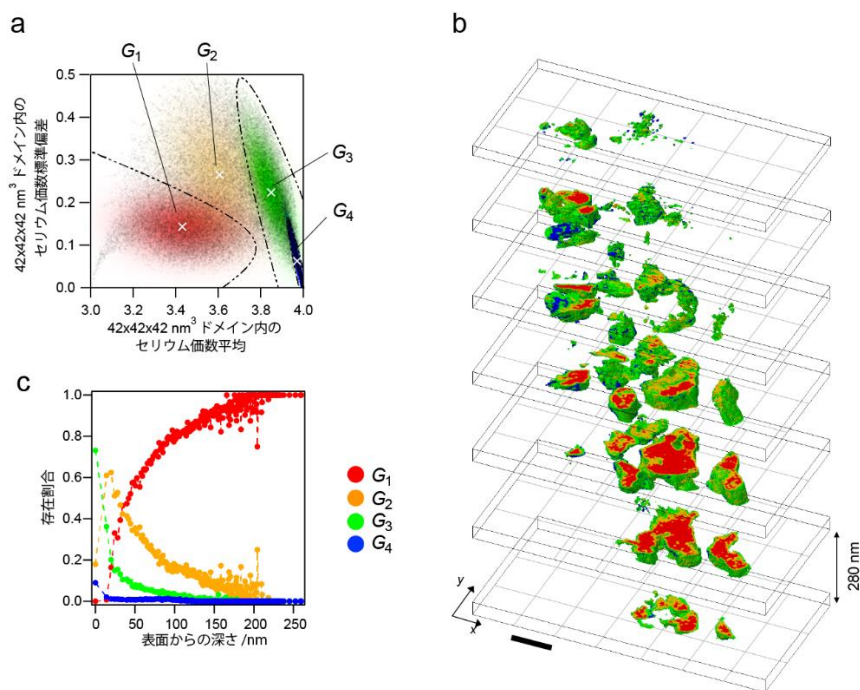 a
G1
G2
G3
G4
0.5
0.4
0.3
0.2
0.1
0.0
3.0
3.2
3.4
3.6
3.8
4.0
42x42x42 nm³ ドメイン内の
セリウム価数標準偏差
42x42x42 nm³ ドメイン内の
セリウム価数平均
b
280 nm
y
x
c
1.0
0.8
0.6
0.4
0.2
0.0
0
50
100
150
200
250
存在割合
表面からの深さ /nm
G1
G2
G3
G4